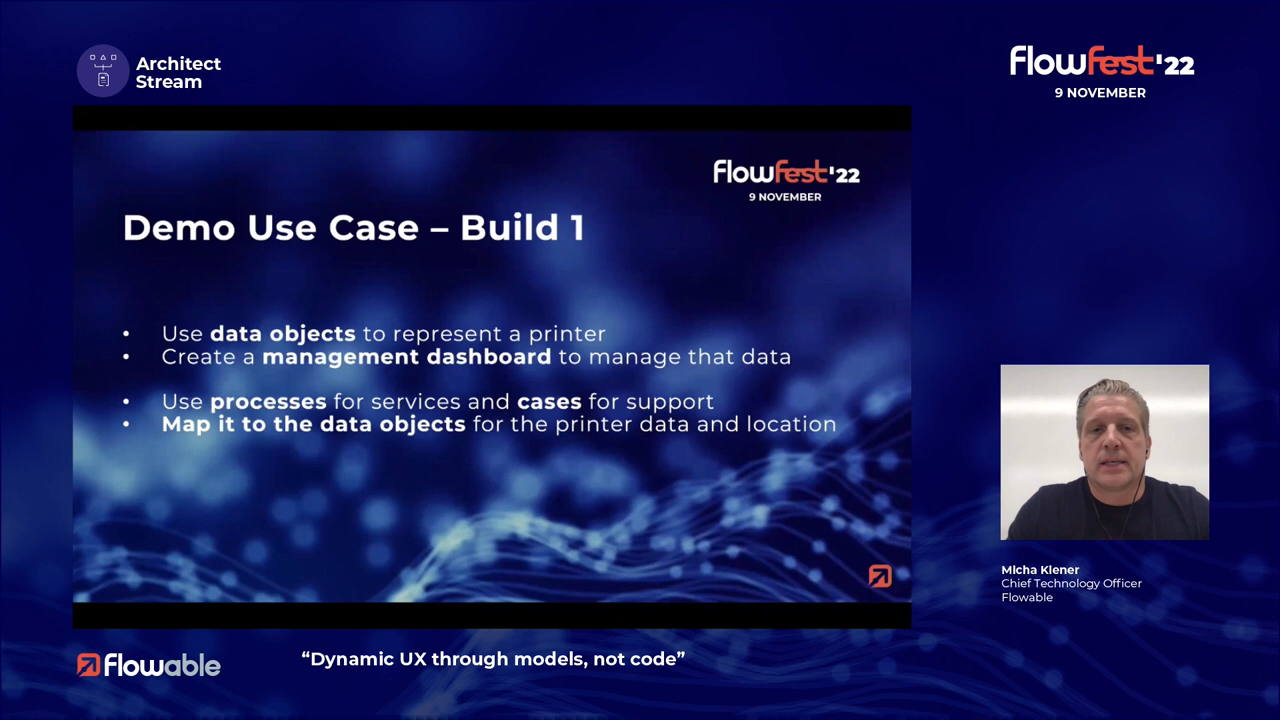 Architect
Stream
flowfest'22
9 NOVEMBER
flowfest'22
9 NOVEMBER
Demo Use Case – Build 1
• Use data objects to represent a printer
• Create a management dashboard to manage that data
• Use processes for services and cases for support
• Map it to the data objects for the printer data and location
Micha Kiener
Chief Technology Officer
Flowable
flowable
“Dynamic UX through models, not code”